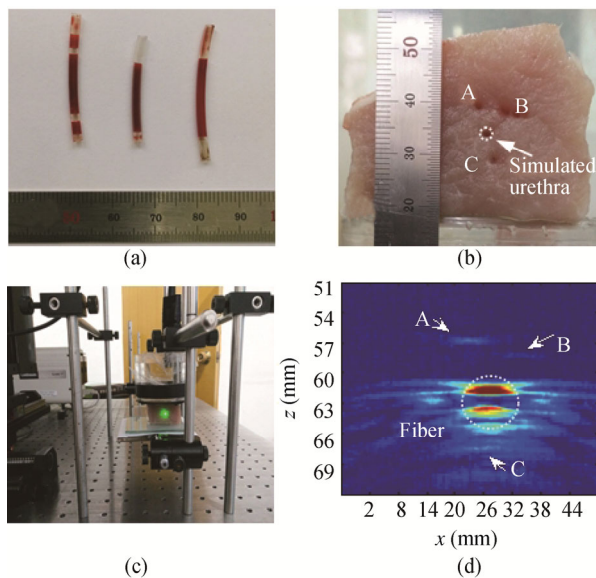 60 70 80 90
(a)
50
40
30
20
A
B
C
Simulated
urethra
(b)
(c)
51
54
57
60
63
66
69
z (mm)
A
B
Fiber
C
2 8 14 20 26 32 38 44
x (mm)
(d)